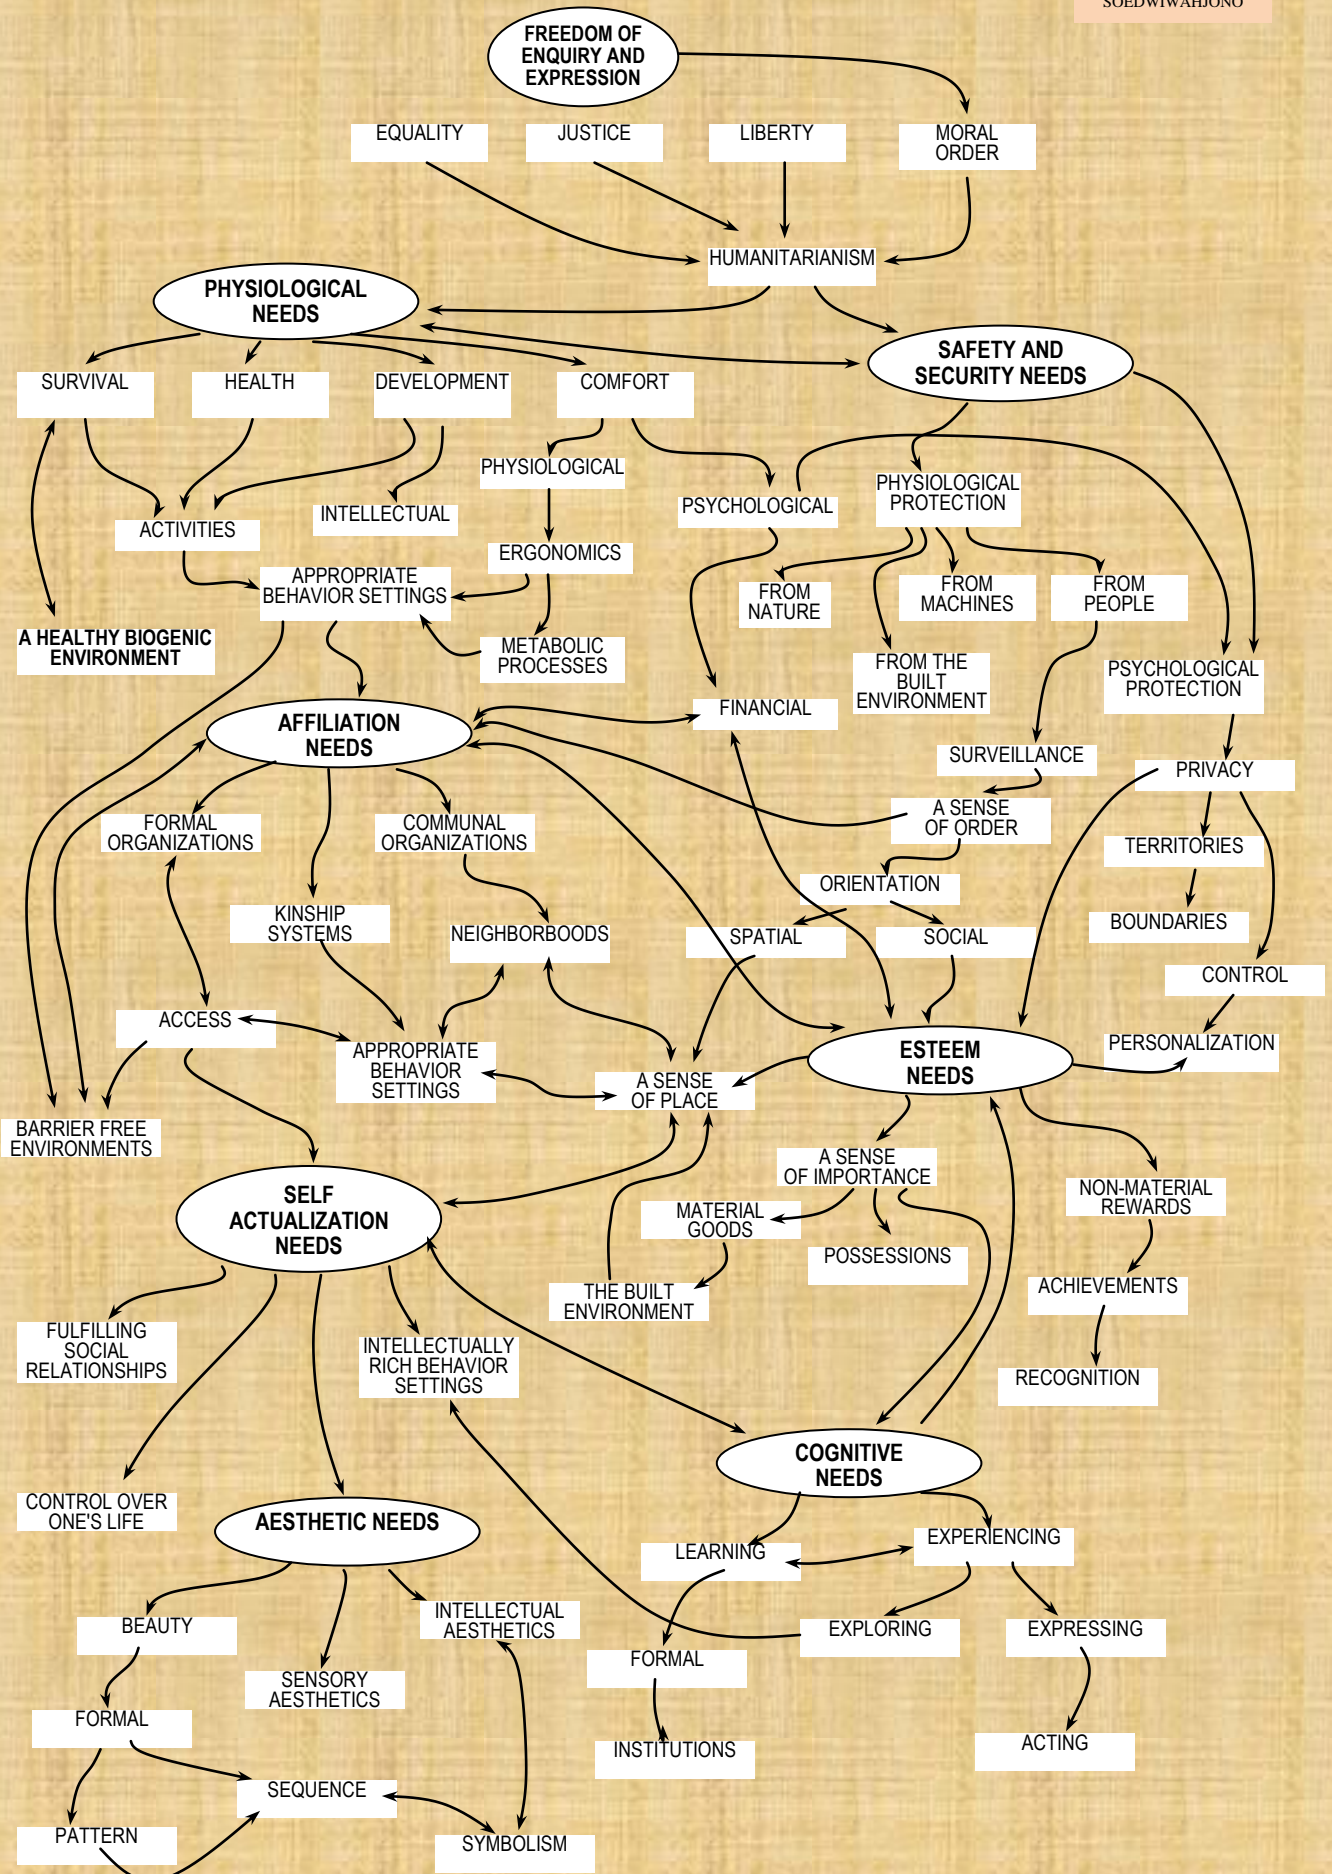 SOEDWIWAHJONO
FREEDOM OF
ENQUIRY AND
EXPRESSION
EQUALITY
JUSTICE
LIBERTY
MORAL
ORDER
HUMANITARIANISM
PHYSIOLOGICAL
NEEDS
SAFETY AND
SECURITY NEEDS
SURVIVAL
HEALTH
DEVELOPMENT
COMFORT
PHYSIOLOGICAL
PSYCHOLOGICAL
PHYSIOLOGICAL
PROTECTION
ACTIVITIES
INTELLECTUAL
ERGONOMICS
APPROPRIATE
BEHAVIOR SETTINGS
FROM
NATURE
FROM
MACHINES
FROM
PEOPLE
A HEALTHY BIOGENIC
ENVIRONMENT
METABOLIC
PROCESSES
FROM THE
BUILT
ENVIRONMENT
PSYCHOLOGICAL
PROTECTION
AFFILIATION
NEEDS
FINANCIAL
SURVEILLANCE
PRIVACY
FORMAL
ORGANIZATIONS
COMMUNAL
ORGANIZATIONS
A SENSE
OF ORDER
TERRITORIES
ORIENTATION
KINSHIP
SYSTEMS
NEIGHBORBOODS
SPATIAL
SOCIAL
BOUNDARIES
CONTROL
ACCESS
APPROPRIATE
BEHAVIOR
SETTINGS
A SENSE
OF PLACE
ESTEEM
NEEDS
PERSONALIZATION
BARRIER FREE
ENVIRONMENTS
A SENSE
OF IMPORTANCE
NON-MATERIAL
REWARDS
SELF
ACTUALIZATION
NEEDS
MATERIAL
GOODS
POSSESSIONS
THE BUILT
ENVIRONMENT
ACHIEVEMENTS
FULFILLING
SOCIAL
RELATIONSHIPS
INTELLECTUALLY
RICH BEHAVIOR
SETTINGS
RECOGNITION
COGNITIVE
NEEDS
CONTROL OVER
ONE'S LIFE
AESTHETIC NEEDS
LEARNING
EXPERIENCING
BEAUTY
INTELLECTUAL
AESTHETICS
EXPLORING
EXPRESSING
SENSORY
AESTHETICS
FORMAL
FORMAL
INSTITUTIONS
ACTING
SEQUENCE
PATTERN
SYMBOLISM